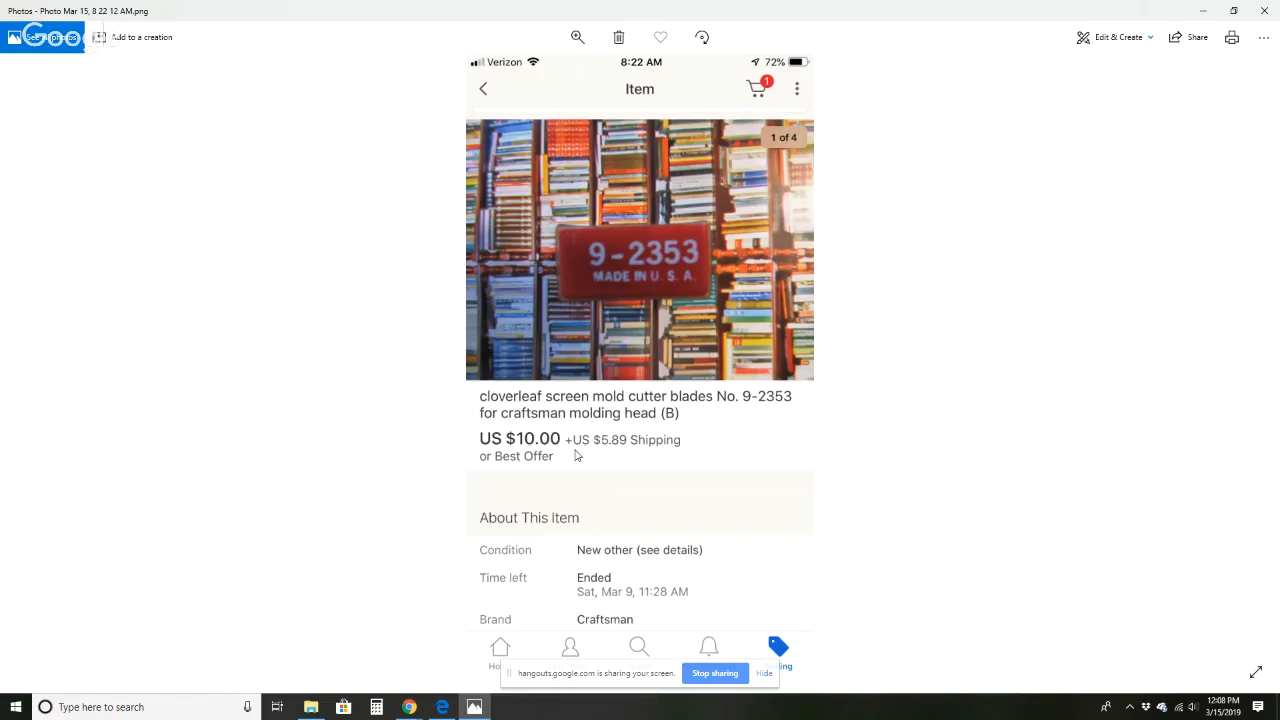 Photos - Photo Mar 15, 8 22 12 AM.png
See all photos
Google
Add to a creation
Edit & Create
Share
Verizon
8:22 AM
72%
Item
1
1 of 4
9-2353
MADE IN U. S. A.
cloverleaf screen mold cutter blades No. 9-2353
for craftsman molding head (B)
US $10.00 +US $5.89 Shipping
or Best Offer
About This Item
Condition New other (see details)
Time left Ended
Sat, Mar 9, 11:28 AM
Brand Craftsman
hangouts.google.com is sharing your screen.
Stop sharing
Hide
Type here to search
12:08 PM
3/15/2019